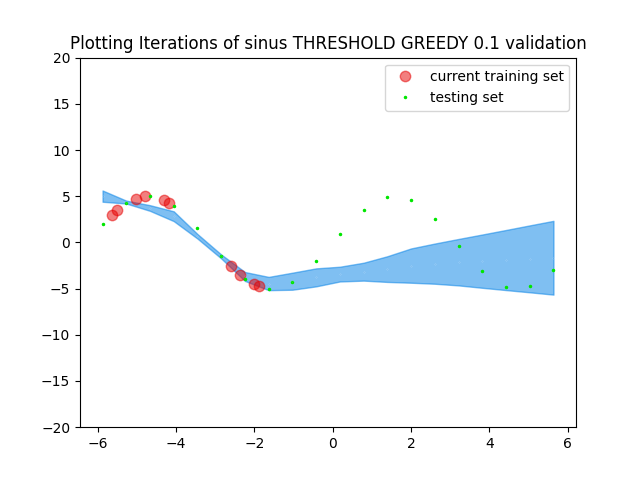 Plotting Iterations of sinus THRESHOLD GREEDY 0.1 validation
current training set
testing set
20
15
10
5
0
−5
−10
−15
−20
−6 −4 −2 0 2 4 6